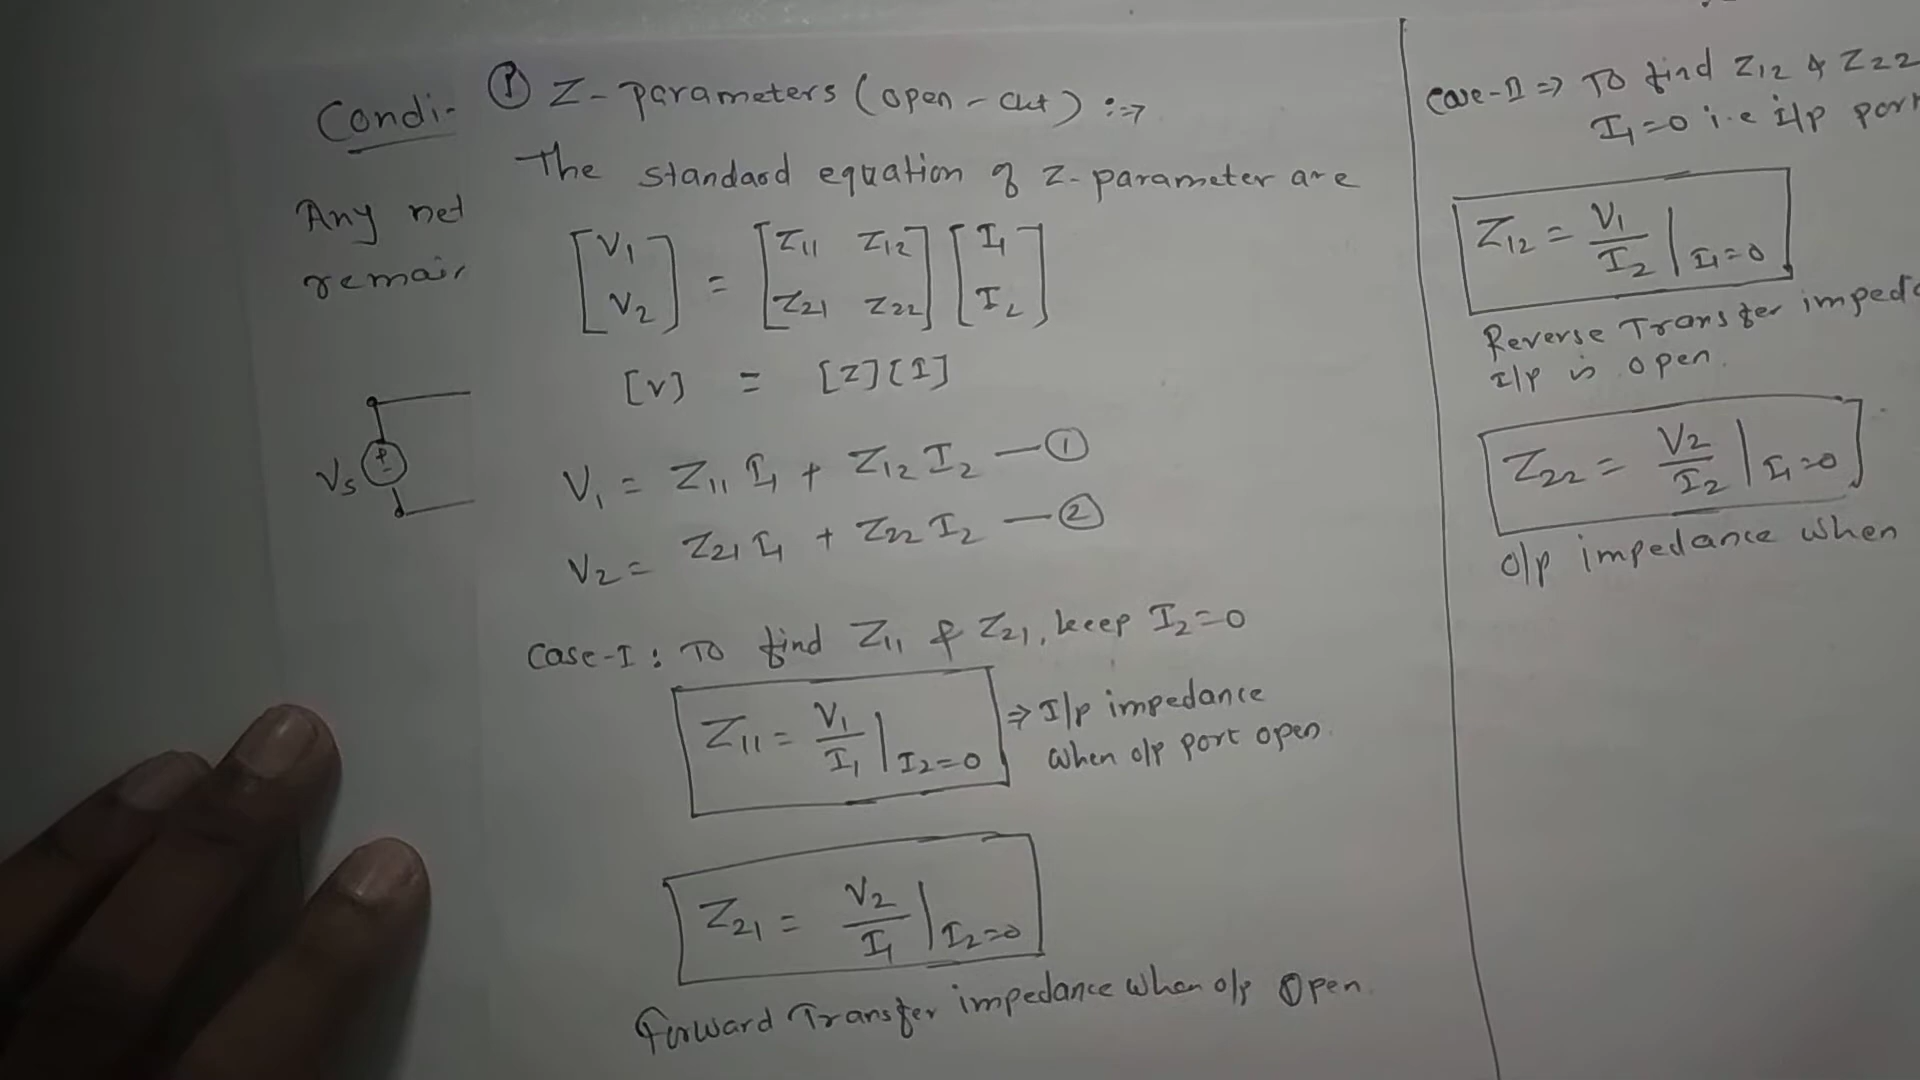 Condi-
Any net
remair
Vs
① Z-parameters (open-ckt) :→
The standard equation of Z-parameter are
[V1 V2] = [Z11 Z12 Z21 Z22] [I1 I2]
[V] = [Z][I]
V1 = Z11 I1 + Z12 I2 —①
V2 = Z21 I1 + Z22 I2 —②
Case-I : To find Z11 & Z21, keep I2=0
Z11 = V1/I1 | I2=0 ⇒ I/p impedance
when o/p port open.
Z21 = V2/I1 | I2=0
Forward Transfer impedance when o/p Open.
Case-II ⇒ To find Z12 & Z22
I1=0 i.e i/p por
Z12 = V1/I2 | I1=0
Reverse Transfer imped
I/p is open.
Z22 = V2/I2 | I1=0
o/p impedance when